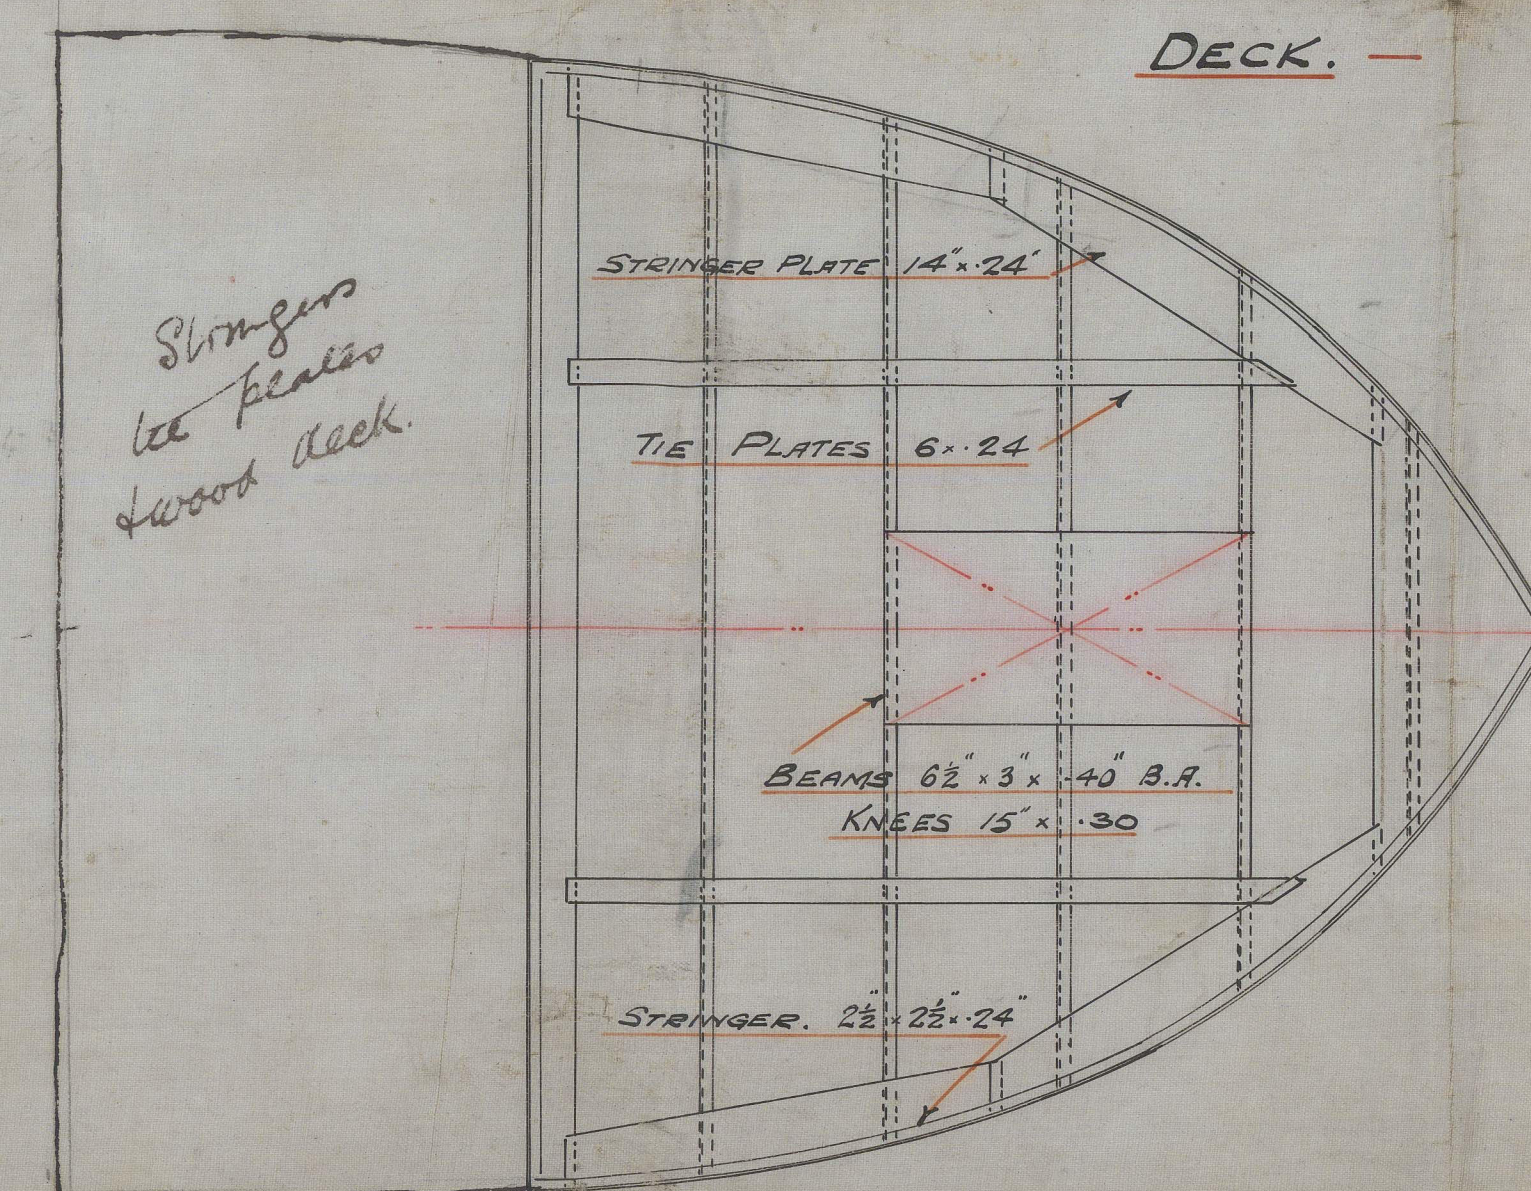 DECK.
STRINGER PLATE 14" x .24"
Stringers
tie plates
& wood deck.
TIE PLATES 6 x .24
BEAMS 6½" x 3" x .40" B.A.
KNEES 15" x .30
STRINGER. 2½" x 2½" x .24"